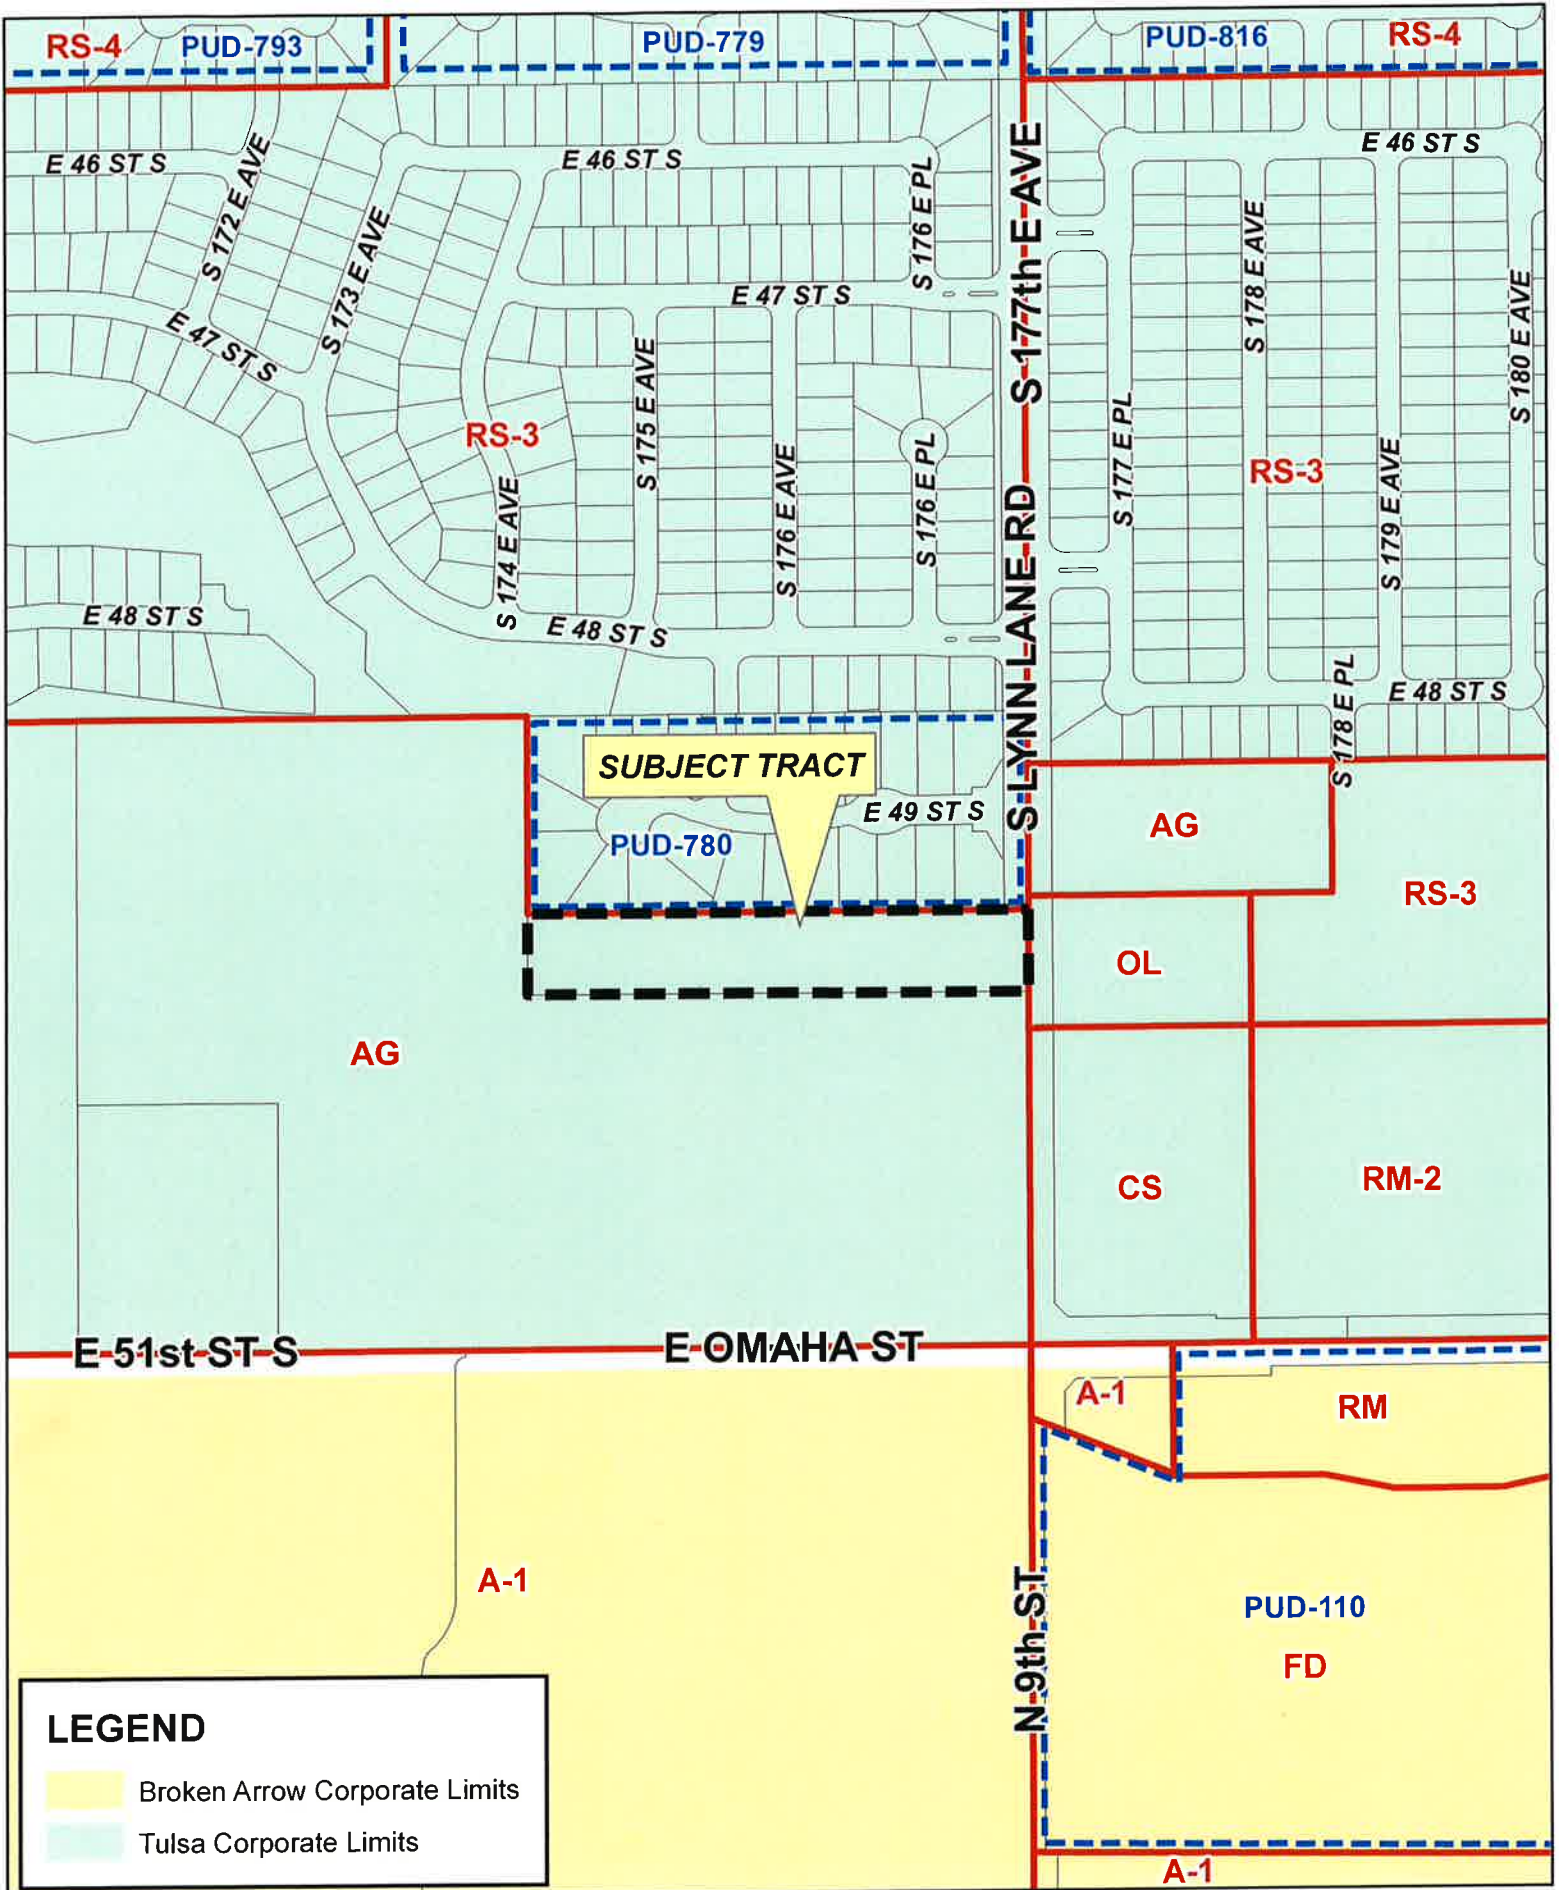 RS-4
PUD-793
PUD-779
PUD-816
RS-4
E 46 ST S
E 46 ST S
E 46 ST S
S 172 E AVE
S 173 E AVE
S 176 E PL
S 177th E AVE
S 178 E AVE
S 180 E AVE
E 47 ST S
E 47 ST S
S 175 E AVE
RS-3
S 174 E AVE
S 176 E AVE
S 176 E PL
S 177 E PL
RS-3
S 179 E AVE
S LYNN LANE RD
E 48 ST S
E 48 ST S
E 48 ST S
S 178 E PL
SUBJECT TRACT
E 49 ST S
PUD-780
AG
RS-3
OL
AG
CS
RM-2
E 51st ST S
E OMAHA ST
A-1
RM
A-1
N 9th ST
PUD-110
FD
A-1
LEGEND
Broken Arrow Corporate Limits
Tulsa Corporate Limits